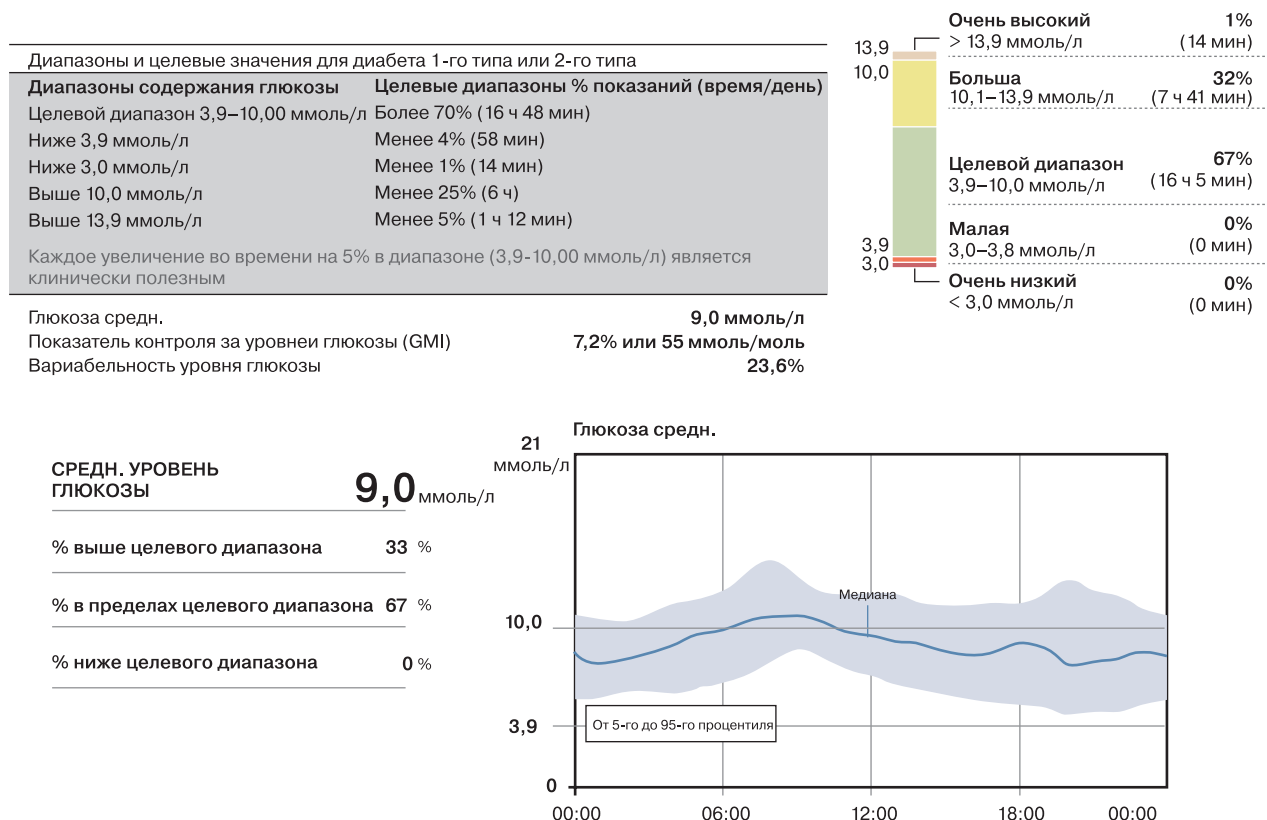 Диапазоны и целевые значения для диабета 1-го типа или 2-го типа
Диапазоны содержания глюкозы Целевые диапазоны % показаний (время/день)
Целевой диапазон 3,9–10,00 ммоль/л Более 70% (16 ч 48 мин)
Ниже 3,9 ммоль/л Менее 4% (58 мин)
Ниже 3,0 ммоль/л Менее 1% (14 мин)
Выше 10,0 ммоль/л Менее 25% (6 ч)
Выше 13,9 ммоль/л Менее 5% (1 ч 12 мин)
Каждое увеличение во времени на 5% в диапазоне (3,9-10,00 ммоль/л) является
клинически полезным
Глюкоза средн. 9,0 ммоль/л
Показатель контроля за уровнеи глюкозы (GMI) 7,2% или 55 ммоль/моль
Вариабельность уровня глюкозы 23,6%
13,9
10,0
3,9
3,0
Очень высокий 1%
> 13,9 ммоль/л (14 мин)
Больша 32%
10,1–13,9 ммоль/л (7 ч 41 мин)
Целевой диапазон 67%
3,9–10,0 ммоль/л (16 ч 5 мин)
Малая 0%
3,0–3,8 ммоль/л (0 мин)
Очень низкий 0%
< 3,0 ммоль/л (0 мин)
СРЕДН. УРОВЕНЬ
ГЛЮКОЗЫ 9,0 ммоль/л
% выше целевого диапазона 33 %
% в пределах целевого диапазона 67 %
% ниже целевого диапазона 0 %
Глюкоза средн.
21
ммоль/л
Медиана
10,0
От 5-го до 95-го процентиля
3,9
0
00:00 06:00 12:00 18:00 00:00